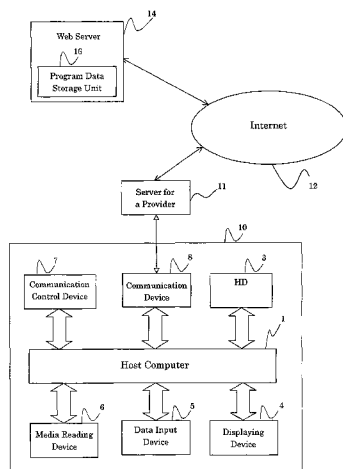 14
Web Server
16
Program Data
Storage Unit
Internet
12
Server for
a Provider
11
10
7
Communication
Control Device
8
Communication
Device
3
HD
1
Host Computer
6
Media Reading
Device
5
Data Input
Device
4
Displaying
Device